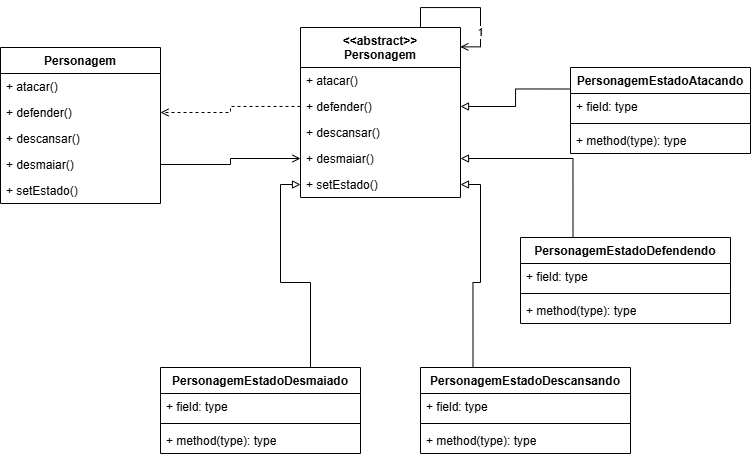 Personagem
+ atacar()
+ defender()
+ descansar()
+ desmaiar()
+ setEstado()
<<abstract>>
Personagem
+ atacar()
+ defender()
+ descansar()
+ desmaiar()
+ setEstado()
1
PersonagemEstadoAtacando
+ field: type
+ method(type): type
PersonagemEstadoDefendendo
+ field: type
+ method(type): type
PersonagemEstadoDesmaiado
+ field: type
+ method(type): type
PersonagemEstadoDescansando
+ field: type
+ method(type): type